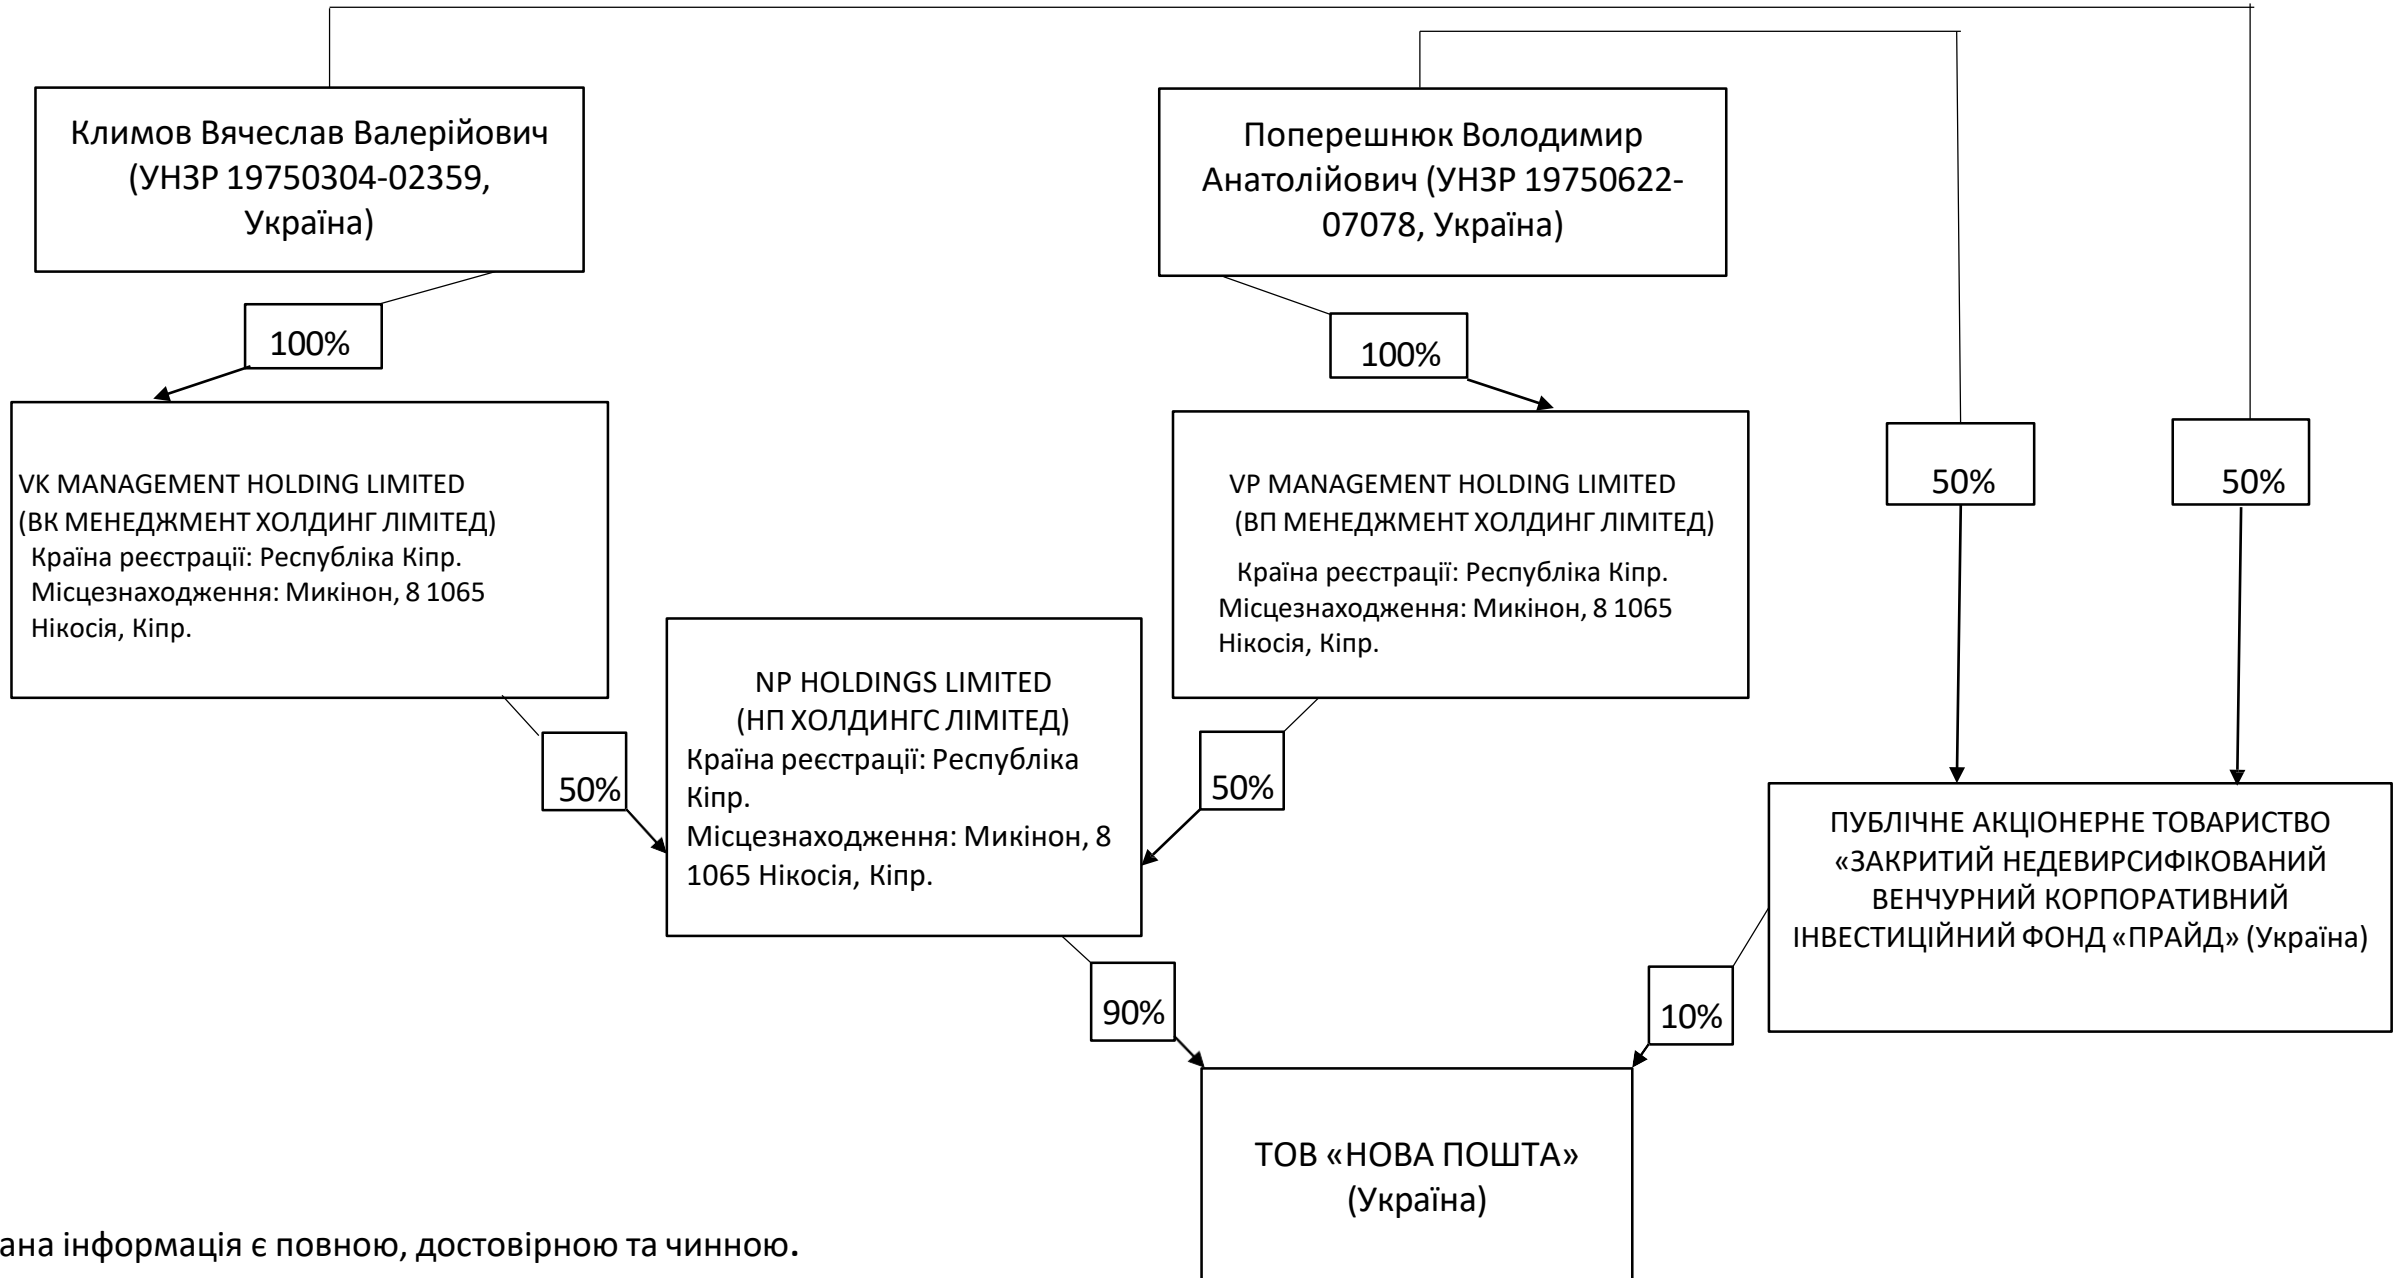 Климов Вячеслав Валерійович
(УНЗР 19750304-02359,
Україна)
Поперешнюк Володимир
Анатолійович (УНЗР 19750622-
07078, Україна)
100%
100%
VK MANAGEMENT HOLDING LIMITED
(ВК МЕНЕДЖМЕНТ ХОЛДИНГ ЛІМІТЕД)
Країна реєстрації: Республіка Кіпр.
Місцезнаходження: Микінон, 8 1065
Нікосія, Кіпр.
VP MANAGEMENT HOLDING LIMITED
(ВП МЕНЕДЖМЕНТ ХОЛДИНГ ЛІМІТЕД)
Країна реєстрації: Республіка Кіпр.
Місцезнаходження: Микінон, 8 1065
Нікосія, Кіпр.
50%
50%
NP HOLDINGS LIMITED
(НП ХОЛДИНГС ЛІМІТЕД)
Країна реєстрації: Республіка
Кіпр.
Місцезнаходження: Микінон, 8
1065 Нікосія, Кіпр.
50%
50%
ПУБЛІЧНЕ АКЦІОНЕРНЕ ТОВАРИСТВО
«ЗАКРИТИЙ НЕДЕВИРСИФІКОВАНИЙ
ВЕНЧУРНИЙ КОРПОРАТИВНИЙ
ІНВЕСТИЦІЙНИЙ ФОНД «ПРАЙД» (Україна)
90%
10%
ТОВ «НОВА ПОШТА»
(Україна)
ана інформація є повною, достовірною та чинною.